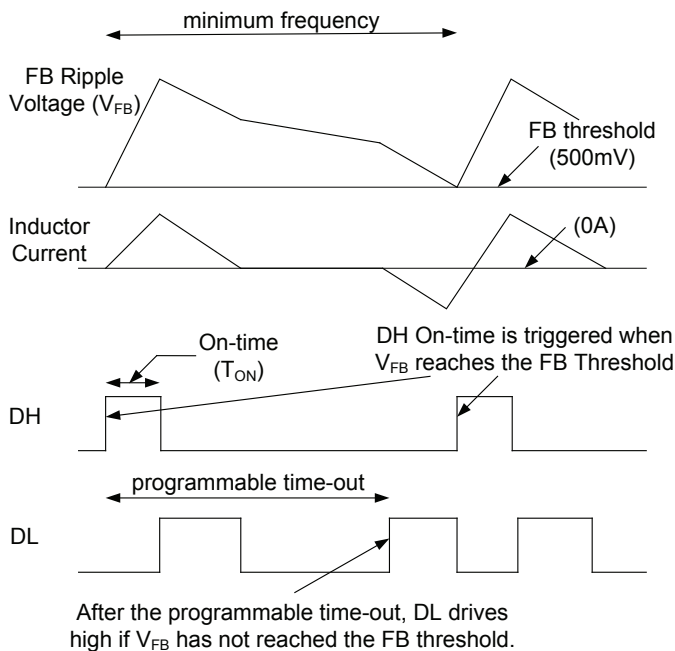 minimum frequency
FB Ripple
Voltage (VFB)
FB threshold
(500mV)
Inductor
Current
(0A)
On-time
(TON)
DH On-time is triggered when
VFB reaches the FB Threshold
DH
programmable time-out
DL
After the programmable time-out, DL drives
high if VFB has not reached the FB threshold.